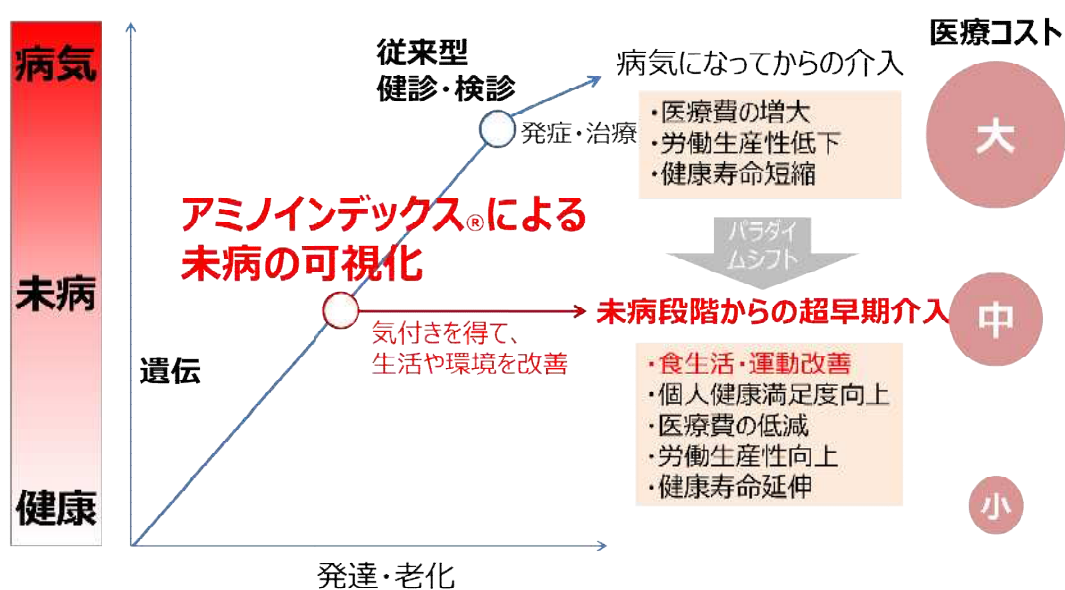 医療コスト
病気
従来型
健診・検診
病気になってからの介入
・医療費の増大
・労働生産性低下
・健康寿命短縮
大
発症・治療
アミノインデックス®による
未病の可視化
パラダイ
ムシフト
未病
未病段階からの超早期介入
中
気付きを得て、
生活や環境を改善
遺伝
・食生活・運動改善
・個人健康満足度向上
・医療費の低減
・労働生産性向上
・健康寿命延伸
健康
小
発達・老化